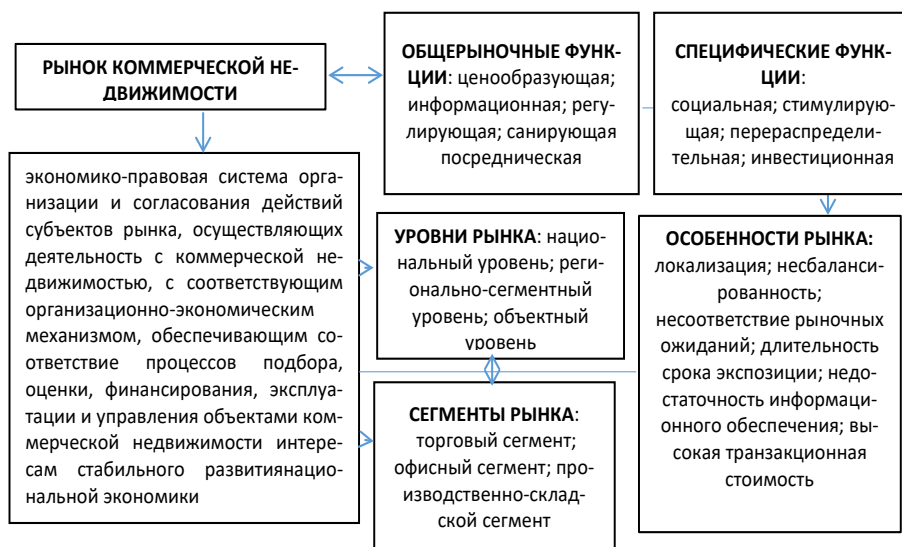 РЫНОК КОММЕРЧЕСКОЙ НЕ-
ДВИЖИМОСТИ
ОБЩЕРЫНОЧНЫЕ ФУНК-
ЦИИ: ценообразующая;
информационная; регу-
лирующая; санирующая
посредническая
СПЕЦИФИЧЕСКИЕ ФУНК-
ЦИИ:
социальная; стимулирую-
щая; перераспредели-
тельная; инвестиционная
экономико-правовая система орга-
низации и согласования действий
субъектов рынка, осуществляющих
деятельность с коммерческой не-
движимостью, с соответствующим
организационно-экономическим
механизмом, обеспечивающим со-
ответствие процессов подбора,
оценки, финансирования, эксплуа-
тации и управления объектами ком-
мерческой недвижимости интере-
сам стабильного развитиянацио-
нальной экономики
УРОВНИ РЫНКА: нацио-
нальный уровень; рег-
ионально-сегментный
уровень; объектный
уровень
СЕГМЕНТЫ РЫНКА:
торговый сегмент;
офисный сегмент; про-
изводственно-склад-
ской сегмент
ОСОБЕННОСТИ РЫНКА:
локализация; несбаланси-
рованность;
несоответствие рыночных
ожиданий; длительность
срока экспозиции; недо-
статочность информаци-
онного обеспечения; вы-
сокая транзакционная
стоимость